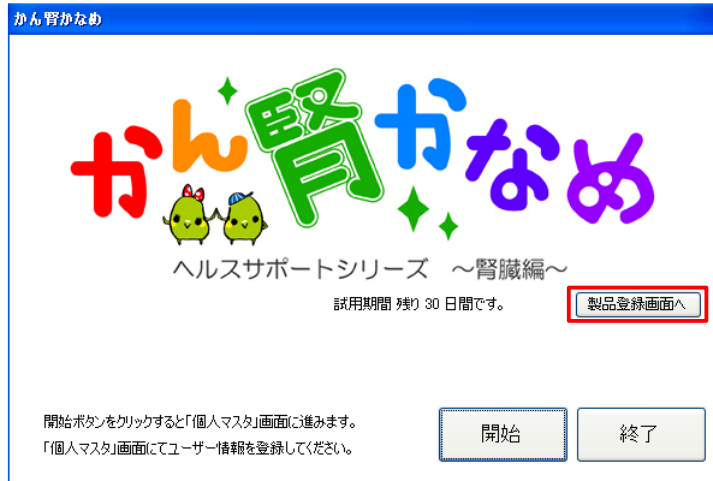 かん腎かなめ
かん腎かなめ
ヘルスサポートシリーズ ～腎臓編～
試用期間 残り 30 日間です。
製品登録画面へ
開始ボタンをクリックすると「個人マスタ」画面に進みます。
「個人マスタ」画面にてユーザー情報を登録してください。
開始
終了